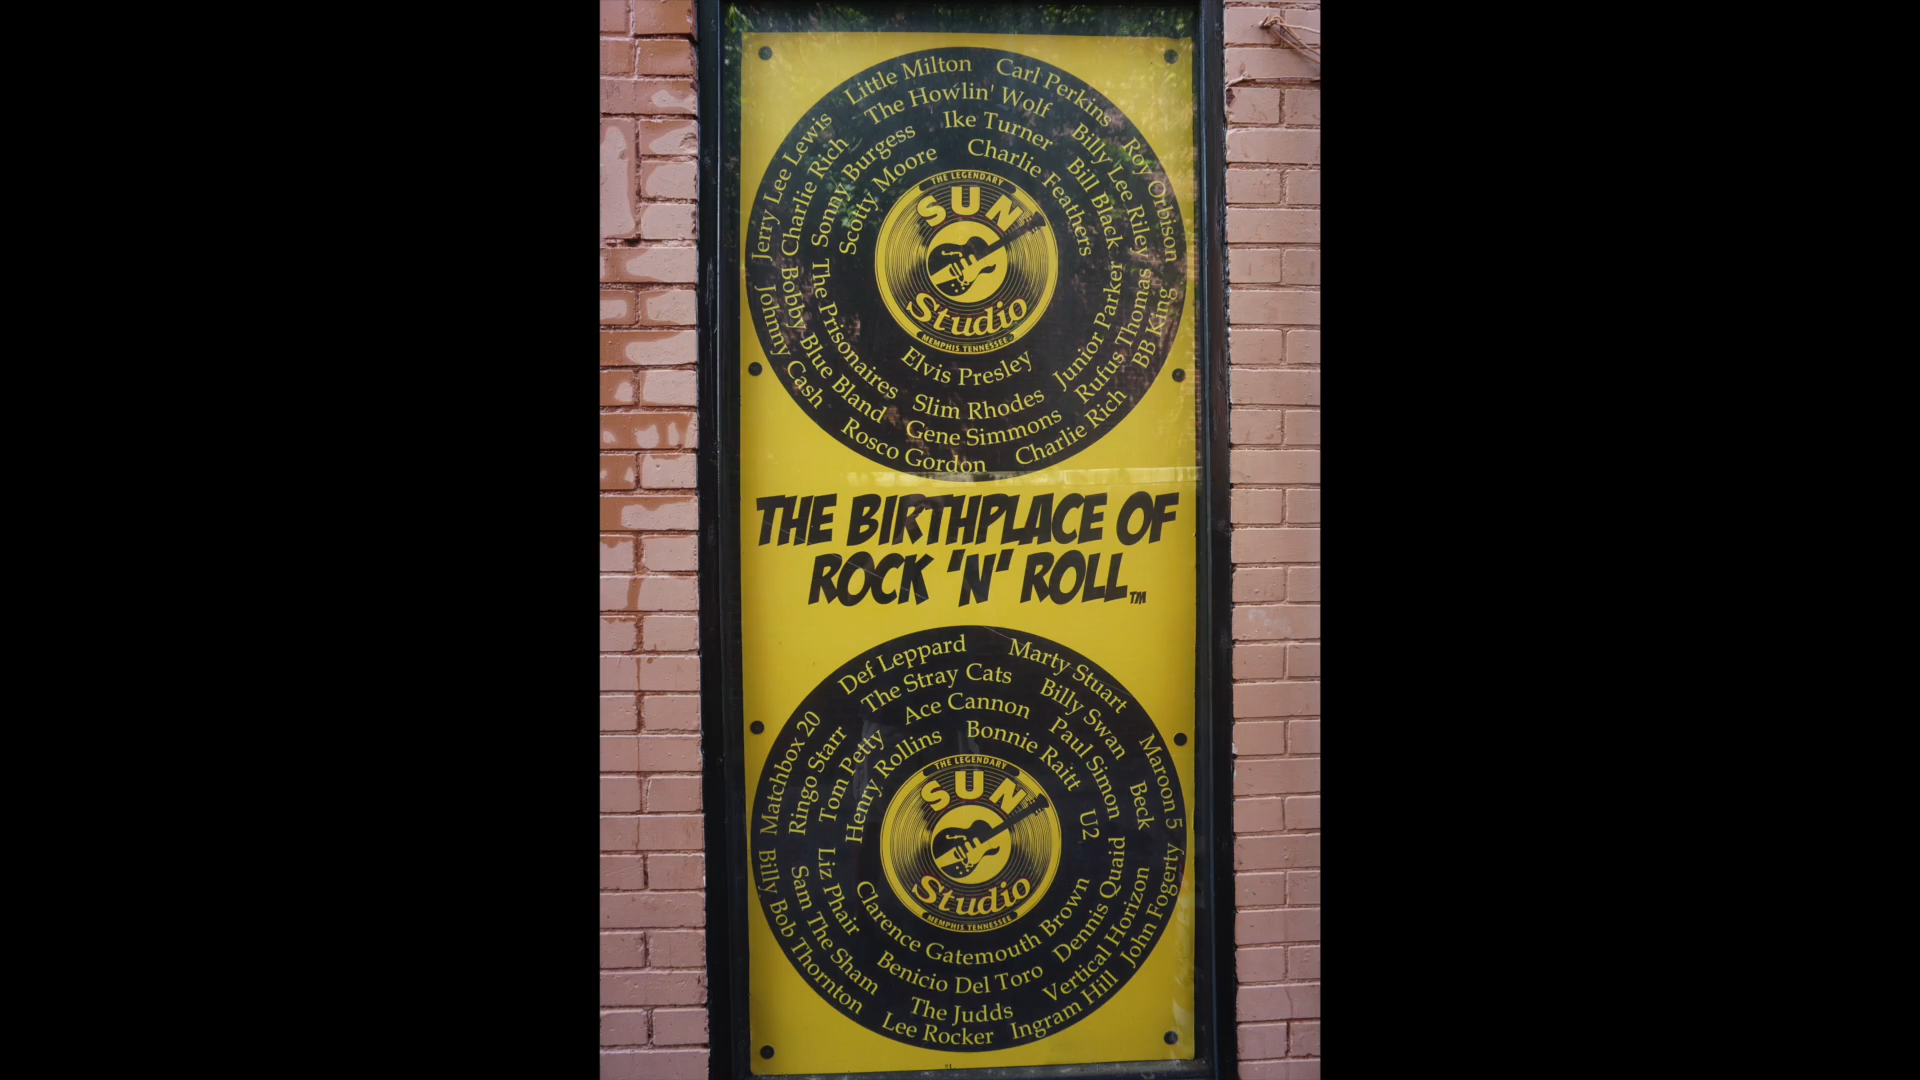 Little Milton
Carl Perkins
Roy Orbison
BB King
Charlie Rich
Rosco Gordon
Johnny Cash
Jerry Lee Lewis
The Howlin' Wolf
Billy Lee Riley
Rufus Thomas
Gene Simmons
Bobby Blue Bland
Charlie Rich
Ike Turner
Bill Black
Junior Parker
Slim Rhodes
The Prisonaires
Sonny Burgess
Scotty Moore
Charlie Feathers
Elvis Presley
THE LEGENDARY
SUN
Studio
MEMPHIS TENNESSEE
THE BIRTHPLACE OF
ROCK 'N' ROLL TM
Def Leppard
Marty Stuart
Maroon 5
John Fogerty
Ingram Hill
Lee Rocker
Billy Bob Thornton
Matchbox 20
The Stray Cats
Billy Swan
Beck
Vertical Horizon
The Judds
Sam The Sham
Ringo Starr
Ace Cannon
Paul Simon
Dennis Quaid
Benicio Del Toro
Liz Phair
Tom Petty
Henry Rollins
Bonnie Raitt
U2
Clarence Gatemouth Brown
THE LEGENDARY
SUN
Studio
MEMPHIS TENNESSEE